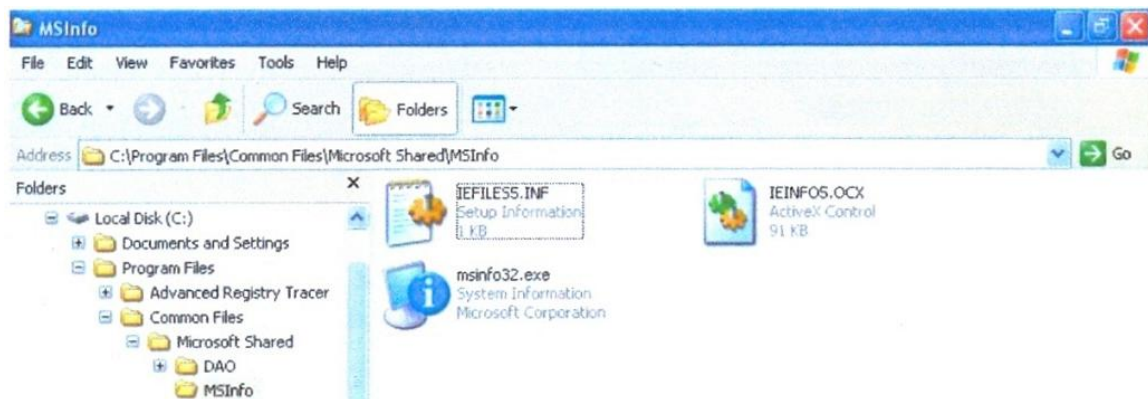 MSInfo
File Edit View Favorites Tools Help
Back Search Folders
Address C:\Program Files\Common Files\Microsoft Shared\MSInfo Go
Folders
Local Disk (C:)
Documents and Settings
Program Files
Advanced Registry Tracer
Common Files
Microsoft Shared
DAO
MSInfo
IEFILES5.INF
Setup Information
1 KB
IEINFO5.OCX
ActiveX Control
91 KB
msinfo32.exe
System Information
Microsoft Corporation